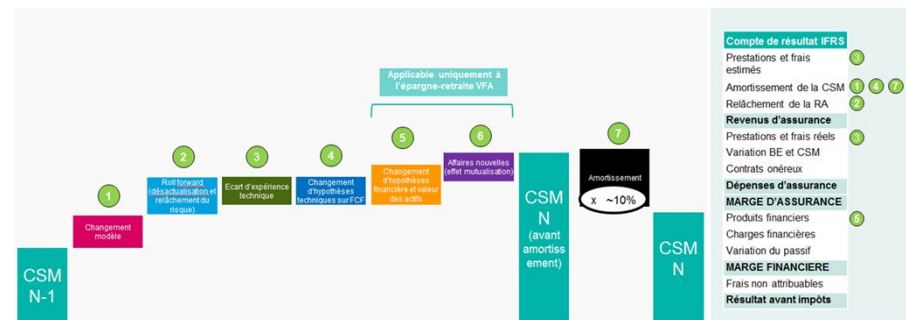 Applicable uniquement à
l'épargne-retraite VFA
1
2
3
4
5
6
7
CSM
N-1
Changement
modèle
Roll forward
(désactualisation et
relâchement du
risque)
Ecart d'expérience
technique
Changement
d'hypothèses
techniques sur FCF
Changement
d'hypothèses
financière et valeur
des actifs
Affaires nouvelles
(effet mutualisation)
CSM
N
(avant
amortiss
ement)
Amortissement
x ~10%
CSM
N
Compte de résultat IFRS
Prestations et frais 3
estimés
Amortissement de la CSM 1 4 7
Relâchement de la RA 2
Revenus d'assurance
Prestations et frais réels 3
Variation BE et CSM
Contrats onéreux
Dépenses d'assurance
MARGE D'ASSURANCE
Produits financiers 5
Charges financières
Variation du passif
MARGE FINANCIERE
Frais non attribuables
Résultat avant impôts